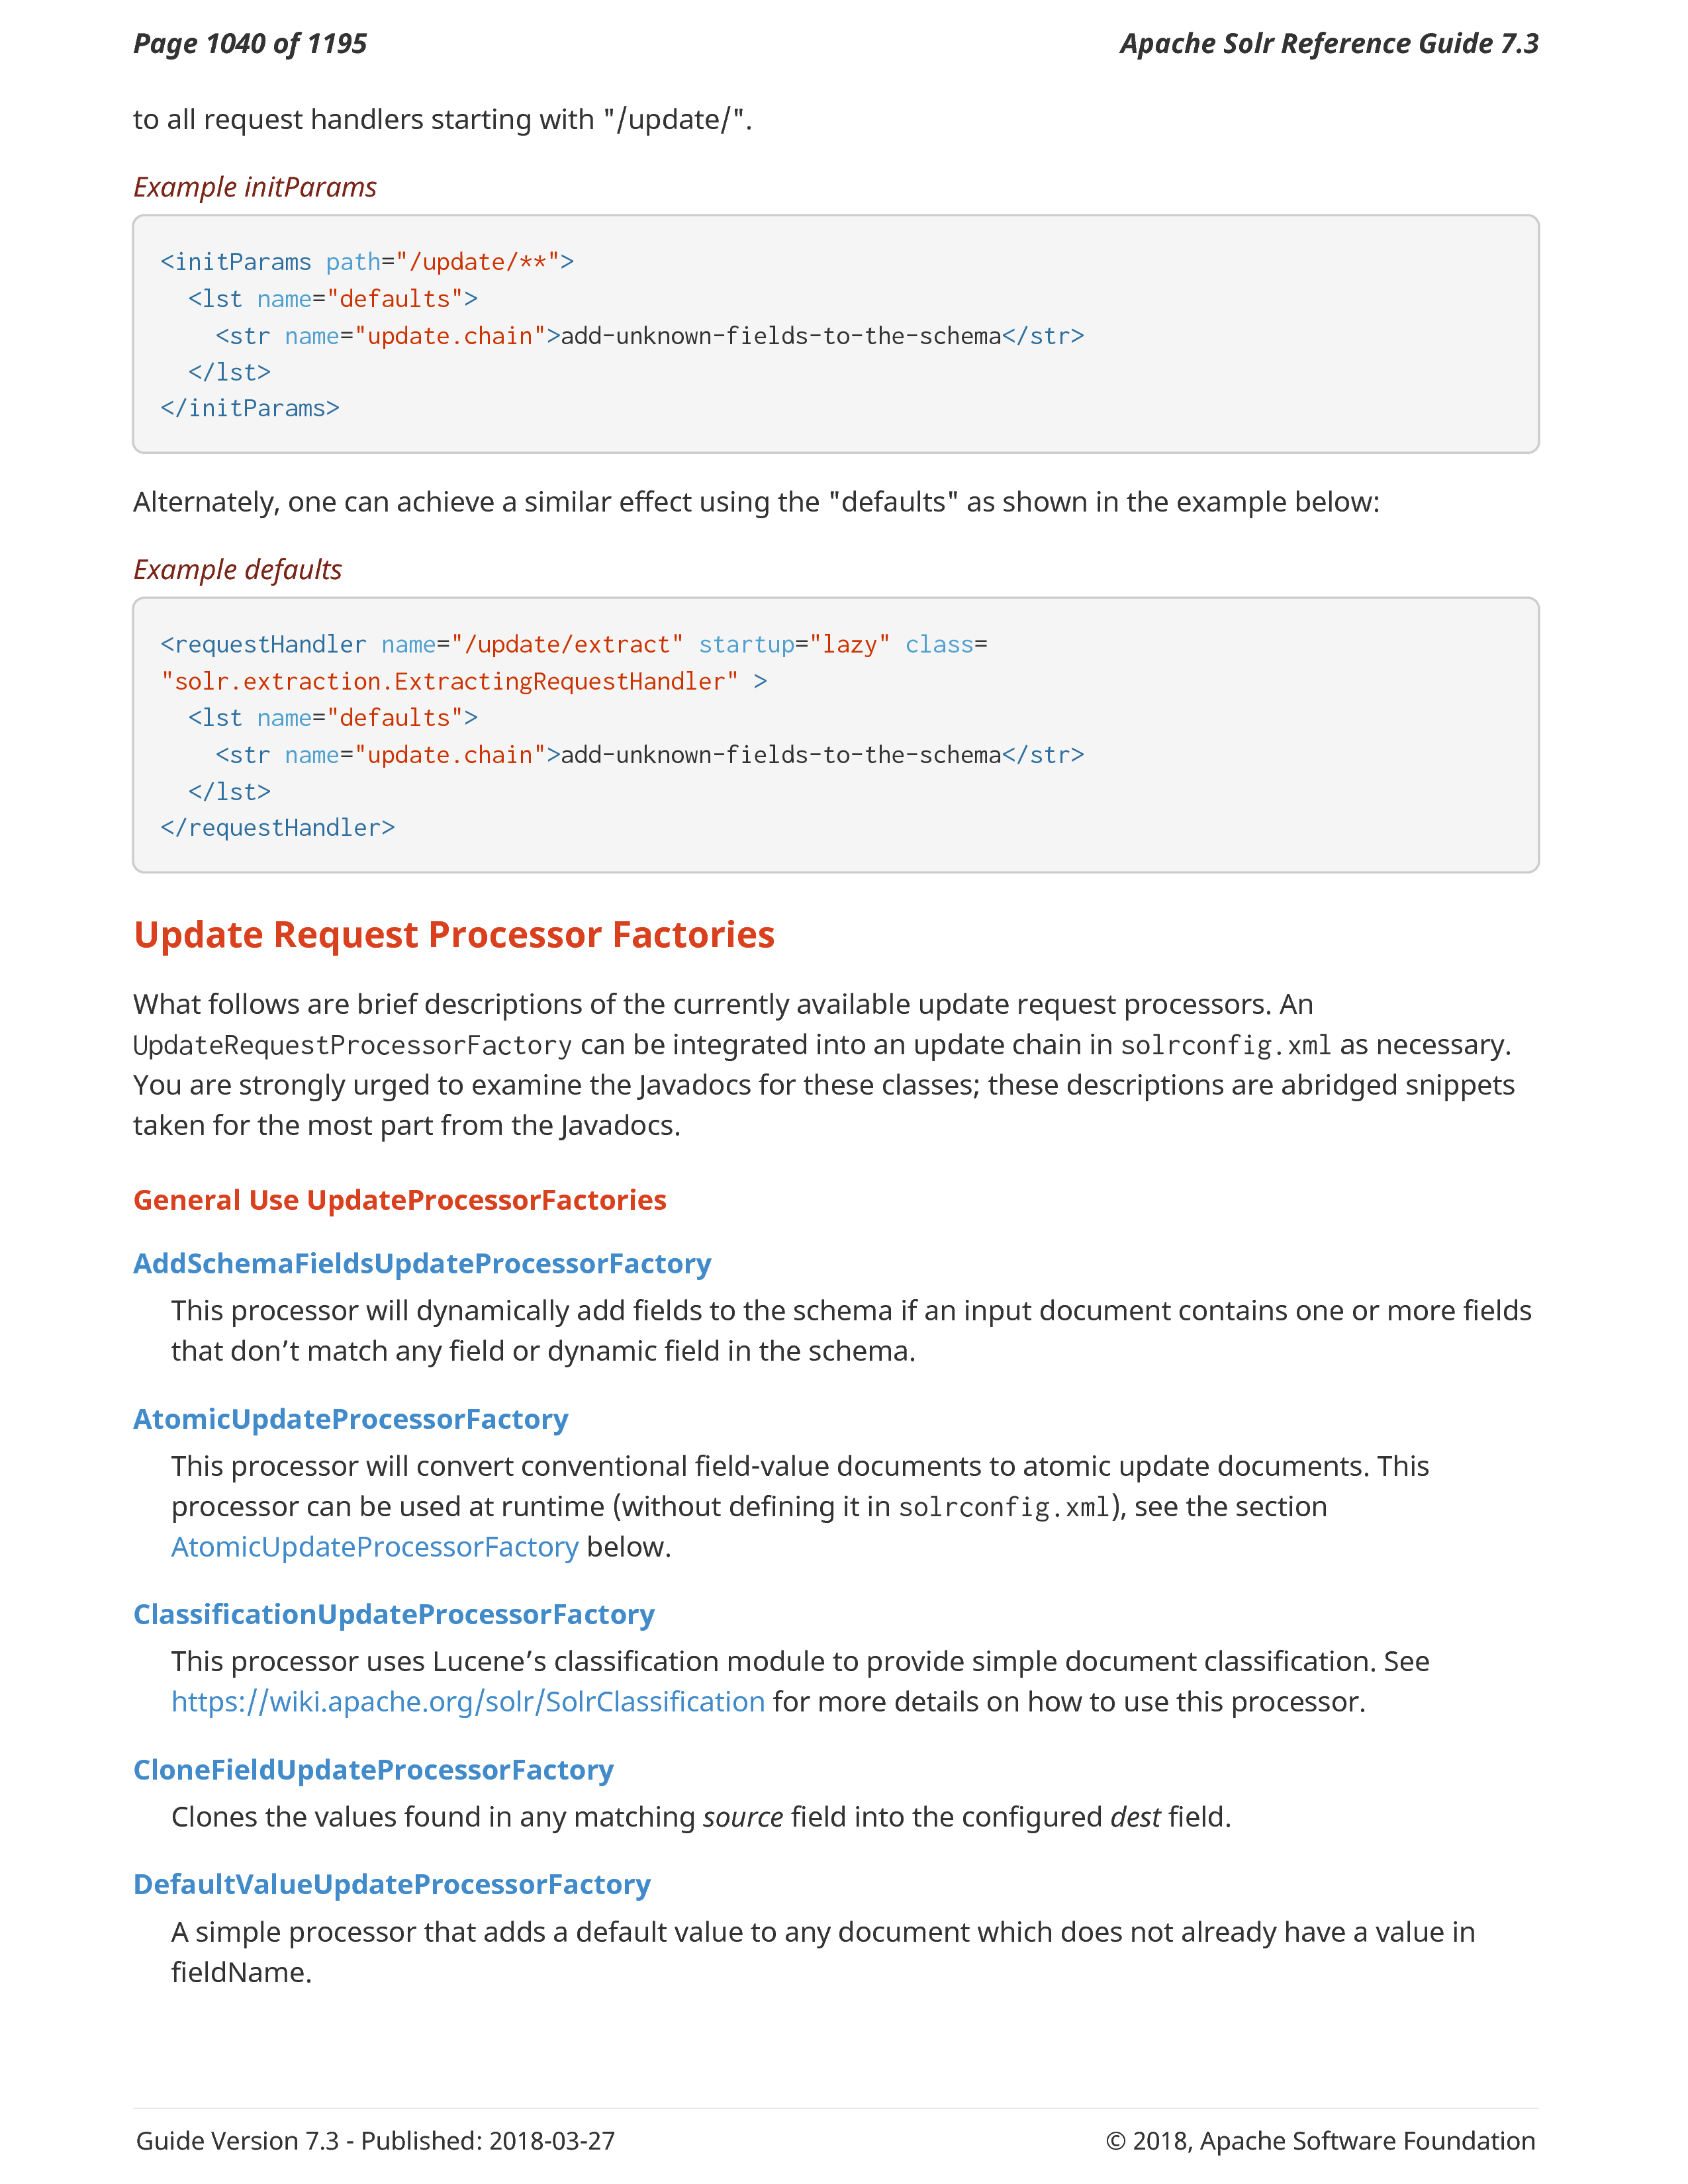 Page 1040 of 1195
Apache Solr Reference Guide 7.3
to all request handlers starting with "/update/".
Example initParams
<initParams path="/update/**">
  <lst name="defaults">
    <str name="update.chain">add-unknown-fields-to-the-schema</str>
  </lst>
</initParams>
Alternately, one can achieve a similar effect using the "defaults" as shown in the example below:
Example defaults
<requestHandler name="/update/extract" startup="lazy" class=
"solr.extraction.ExtractingRequestHandler" >
  <lst name="defaults">
    <str name="update.chain">add-unknown-fields-to-the-schema</str>
  </lst>
</requestHandler>
Update Request Processor Factories
What follows are brief descriptions of the currently available update request processors. An
UpdateRequestProcessorFactory can be integrated into an update chain in solrconfig.xml as necessary.
You are strongly urged to examine the Javadocs for these classes; these descriptions are abridged snippets
taken for the most part from the Javadocs.
General Use UpdateProcessorFactories
AddSchemaFieldsUpdateProcessorFactory
This processor will dynamically add fields to the schema if an input document contains one or more fields
that don’t match any field or dynamic field in the schema.
AtomicUpdateProcessorFactory
This processor will convert conventional field-value documents to atomic update documents. This
processor can be used at runtime (without defining it in solrconfig.xml), see the section
AtomicUpdateProcessorFactory below.
ClassificationUpdateProcessorFactory
This processor uses Lucene’s classification module to provide simple document classification. See
https://wiki.apache.org/solr/SolrClassification for more details on how to use this processor.
CloneFieldUpdateProcessorFactory
Clones the values found in any matching source field into the configured dest field.
DefaultValueUpdateProcessorFactory
A simple processor that adds a default value to any document which does not already have a value in
fieldName.
Guide Version 7.3 - Published: 2018-03-27
© 2018, Apache Software Foundation